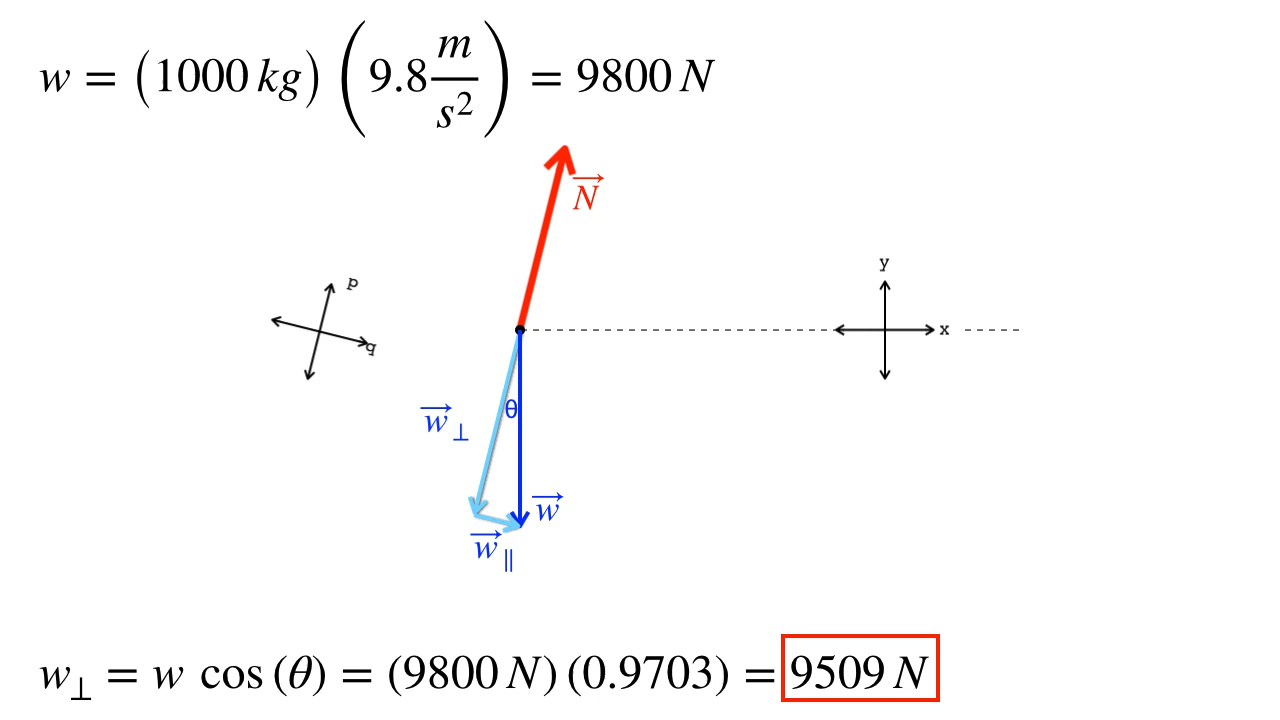 w = (1000 kg) (9.8 m/s²) = 9800 N
N⃗
y
p
x
q
θ
w⃗⊥
w⃗
w⃗∥
w⊥ = w cos (θ) = (9800 N) (0.9703) = 9509 N